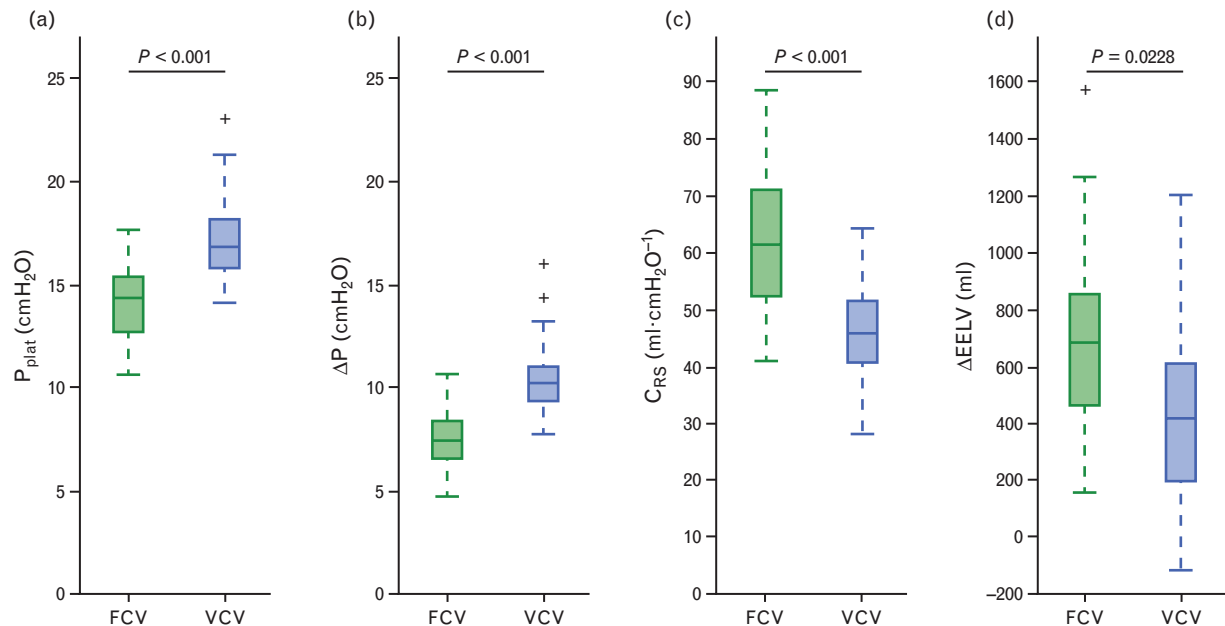 (a)
P < 0.001
25
20
15
10
5
0
P_plat (cmH₂O)
FCV VCV
(b)
P < 0.001
25
20
15
10
5
0
ΔP (cmH₂O)
FCV VCV
(c)
P < 0.001
90
80
70
60
50
40
30
90
10
0
C_RS (ml·cmH₂O⁻¹)
FCV VCV
(d)
P = 0.0228
1600
1400
1200
1000
800
600
400
200
0
−200
ΔEELV (ml)
FCV VCV